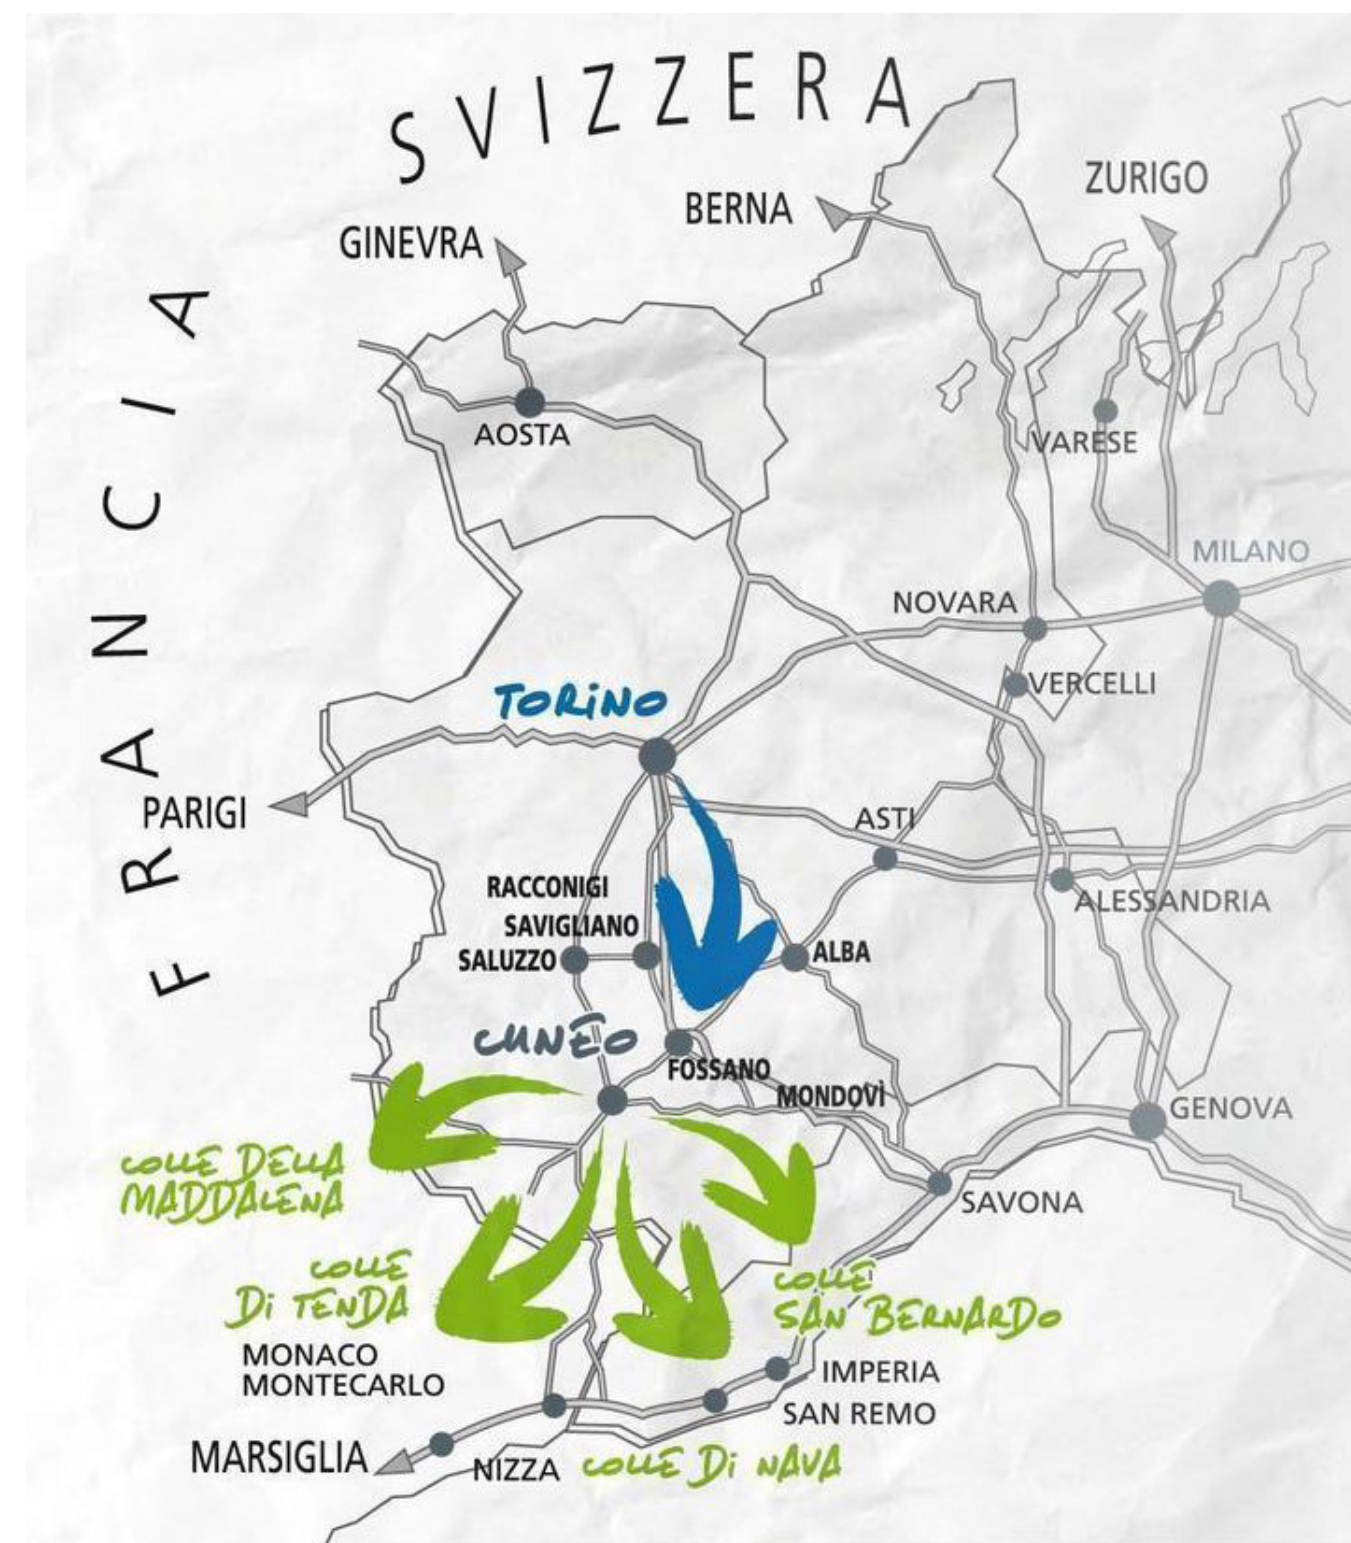 SVIZZERA
ZURIGO
BERNA
GINEVRA
FRANCIA
AOSTA
VARESE
MILANO
NOVARA
VERCELLI
TORINO
PARIGI
ASTI
RACCONIGI
ALESSANDRIA
SAVIGLIANO
SALUZZO
ALBA
CUNEO
FOSSANO
MONDOVÌ
GENOVA
COLLE DELLA
MADDALENA
SAVONA
COLLE
DI TENDA
COLLE
SAN BERNARDO
MONACO
MONTECARLO
IMPERIA
SAN REMO
MARSIGLIA
NIZZA
COLLE DI NAVA